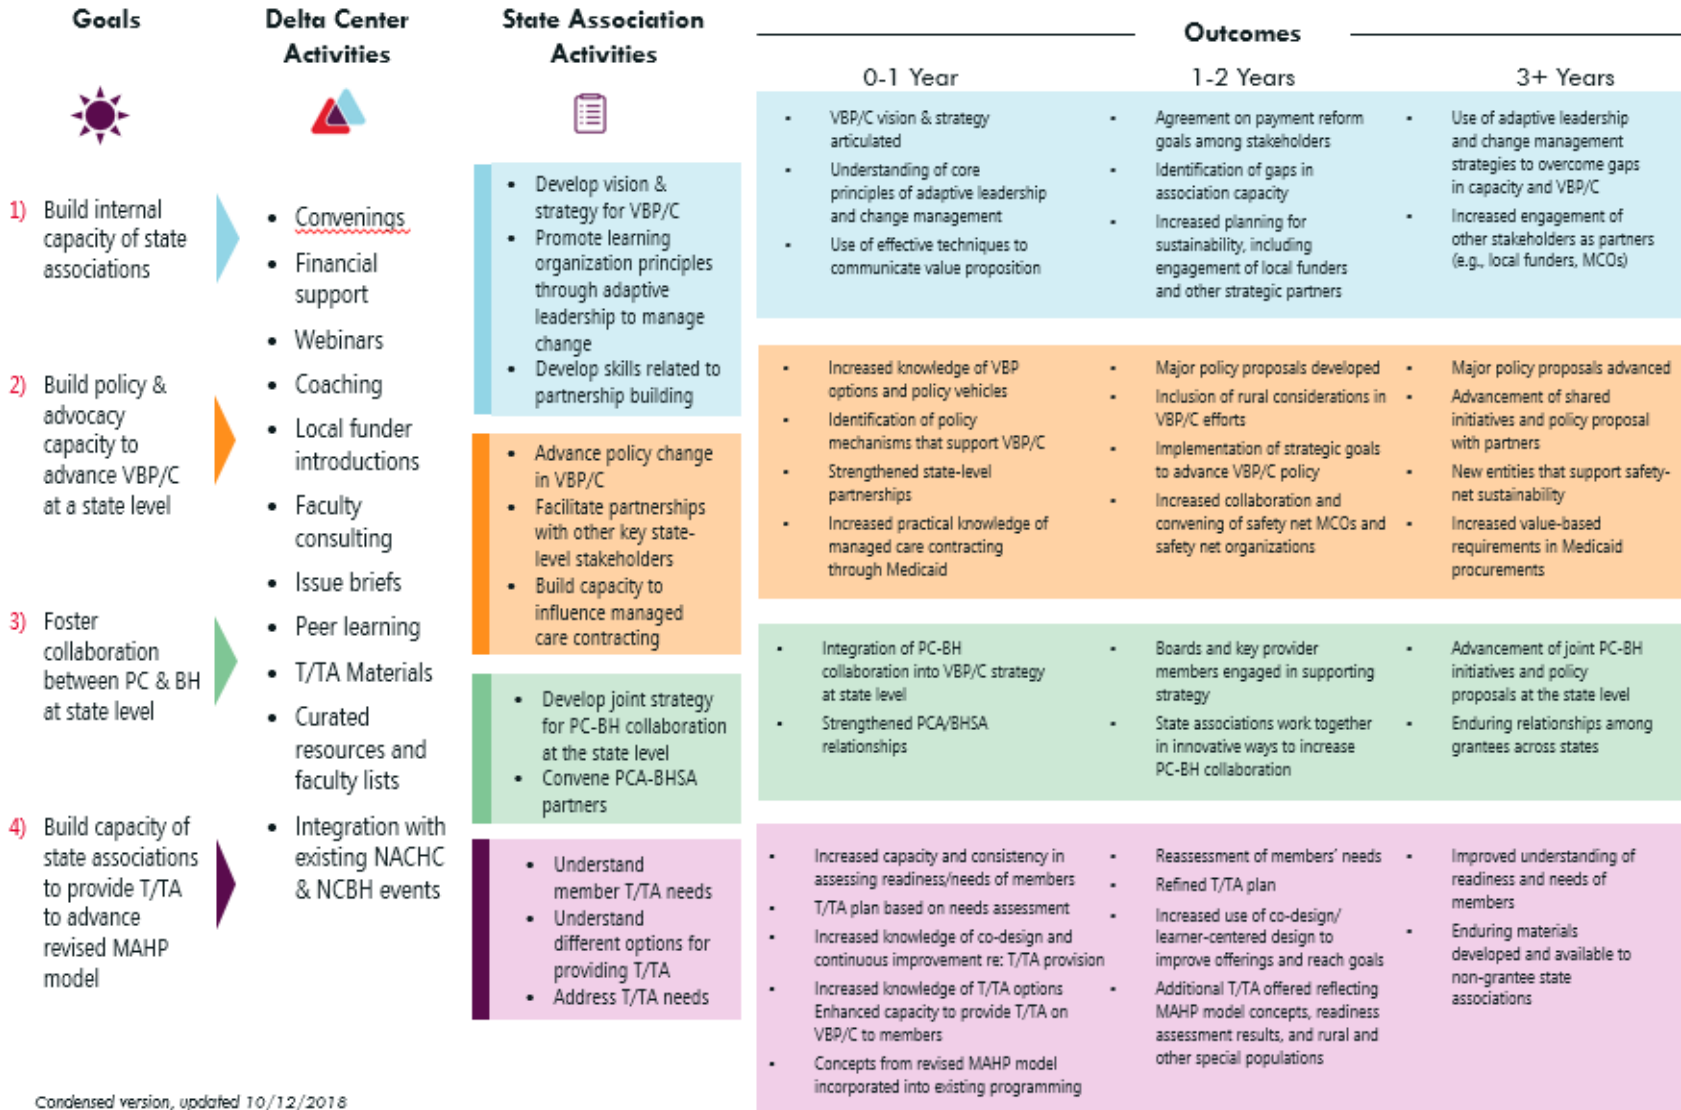 Goals
Delta Center
Activities
State Association
Activities
Outcomes
0-1 Year
1-2 Years
3+ Years
1) Build internal
capacity of state
associations
2) Build policy &
advocacy
capacity to
advance VBP/C
at a state level
3) Foster
collaboration
between PC & BH
at state level
4) Build capacity of
state associations
to provide T/TA
to advance
revised MAHP
model
• Convenings
• Financial
support
• Webinars
• Coaching
• Local funder
introductions
• Faculty
consulting
• Issue briefs
• Peer learning
• T/TA Materials
• Curated
resources and
faculty lists
• Integration with
existing NACHC
& NCBH events
• Develop vision &
strategy for VBP/C
• Promote learning
organization principles
through adaptive
leadership to manage
change
• Develop skills related to
partnership building
• Advance policy change
in VBP/C
• Facilitate partnerships
with other key state-
level stakeholders
• Build capacity to
influence managed
care contracting
• Develop joint strategy
for PC-BH collaboration
at the state level
• Convene PCA-BHSA
partners
• Understand
member T/TA needs
• Understand
different options for
providing T/TA
• Address T/TA needs
• VBP/C vision & strategy
articulated
• Understanding of core
principles of adaptive leadership
and change management
• Use of effective techniques to
communicate value proposition
• Agreement on payment reform
goals among stakeholders
• Identification of gaps in
association capacity
• Increased planning for
sustainability, including
engagement of local funders
and other strategic partners
• Use of adaptive leadership
and change management
strategies to overcome gaps
in capacity and VBP/C
• Increased engagement of
other stakeholders as partners
(e.g., local funders, MCOs)
• Increased knowledge of VBP
options and policy vehicles
• Identification of policy
mechanisms that support VBP/C
• Strengthened state-level
partnerships
• Increased practical knowledge of
managed care contracting
through Medicaid
• Major policy proposals developed
• Inclusion of rural considerations in
VBP/C efforts
• Implementation of strategic goals
to advance VBP/C policy
• Increased collaboration and
convening of safety net MCOs and
safety net organizations
• Major policy proposals advanced
• Advancement of shared
initiatives and policy proposal
with partners
• New entities that support safety-
net sustainability
• Increased value-based
requirements in Medicaid
procurements
• Integration of PC-BH
collaboration into VBP/C strategy
at state level
• Strengthened PCA/BHSA
relationships
• Boards and key provider
members engaged in supporting
strategy
• State associations work together
in innovative ways to increase
PC-BH collaboration
• Advancement of joint PC-BH
initiatives and policy
proposals at the state level
• Enduring relationships among
grantees across states
• Increased capacity and consistency in
assessing readiness/needs of members
• T/TA plan based on needs assessment
• Increased knowledge of co-design and
continuous improvement re: T/TA provision
• Increased knowledge of T/TA options
Enhanced capacity to provide T/TA on
VBP/C to members
• Concepts from revised MAHP model
incorporated into existing programming
• Reassessment of members' needs
• Refined T/TA plan
• Increased use of co-design/
learner-centered design to
improve offerings and reach goals
• Additional T/TA offered reflecting
MAHP model concepts, readiness
assessment results, and rural and
other special populations
• Improved understanding of
readiness and needs of
members
• Enduring materials
developed and available to
non-grantee state
associations
Condensed version, updated 10/12/2018